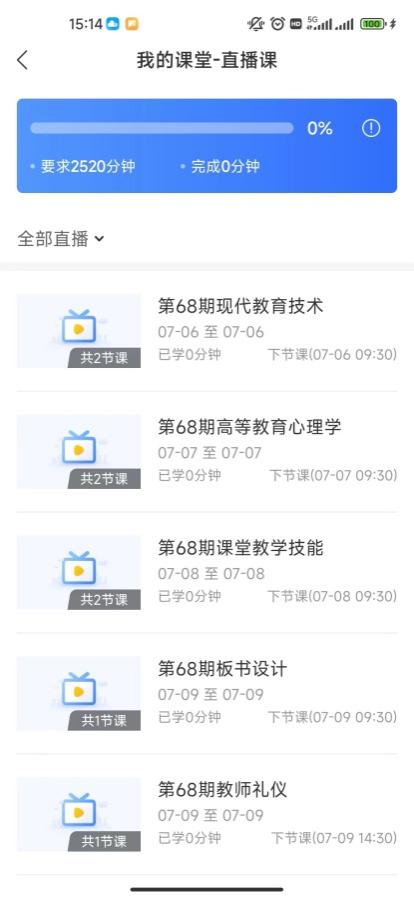 15:14
HD 5G 100
我的课堂-直播课
0%
要求2520分钟
完成0分钟
全部直播
第68期现代教育技术
07-06 至 07-06
共2节课
已学0分钟
下节课(07-06 09:30)
第68期高等教育心理学
07-07 至 07-07
共2节课
已学0分钟
下节课(07-07 09:30)
第68期课堂教学技能
07-08 至 07-08
共2节课
已学0分钟
下节课(07-08 09:30)
第68期板书设计
07-09 至 07-09
共1节课
已学0分钟
下节课(07-09 09:30)
第68期教师礼仪
07-09 至 07-09
共1节课
已学0分钟
下节课(07-09 14:30)